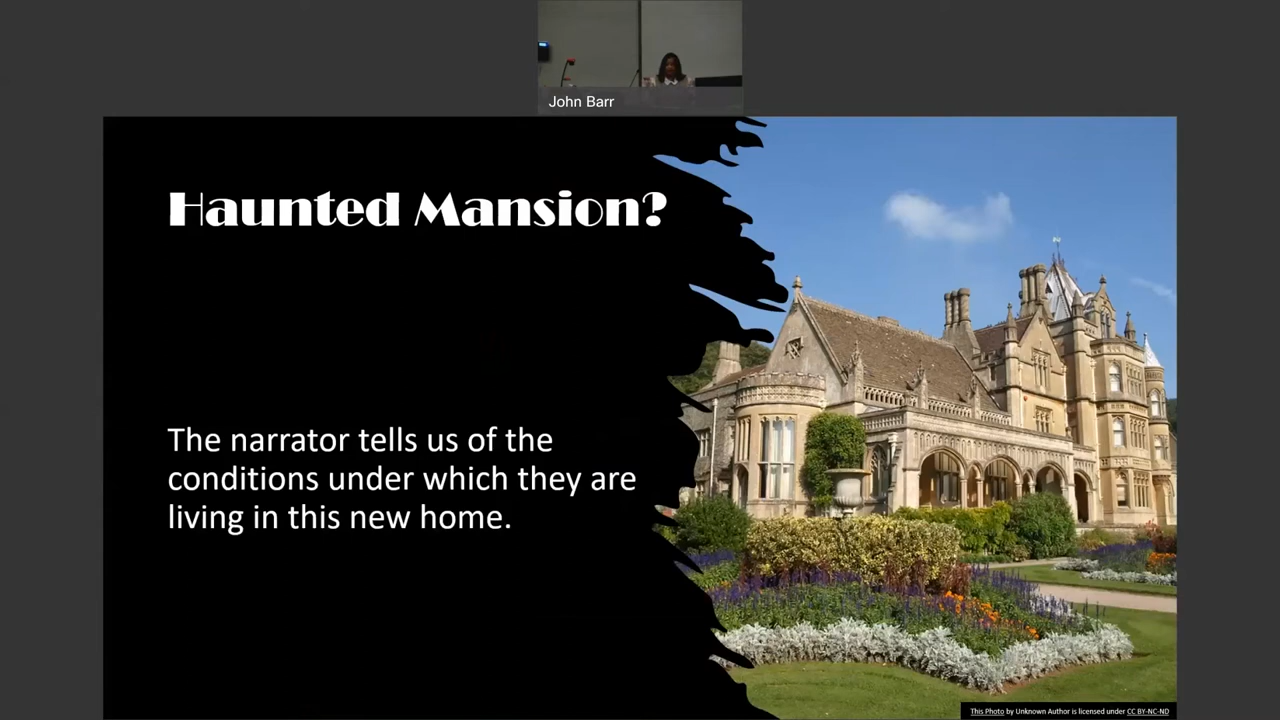 John Barr
Haunted Mansion?
The narrator tells us of the
conditions under which they are
living in this new home.
This Photo by Unknown Author is licensed under CC BY-NC-ND